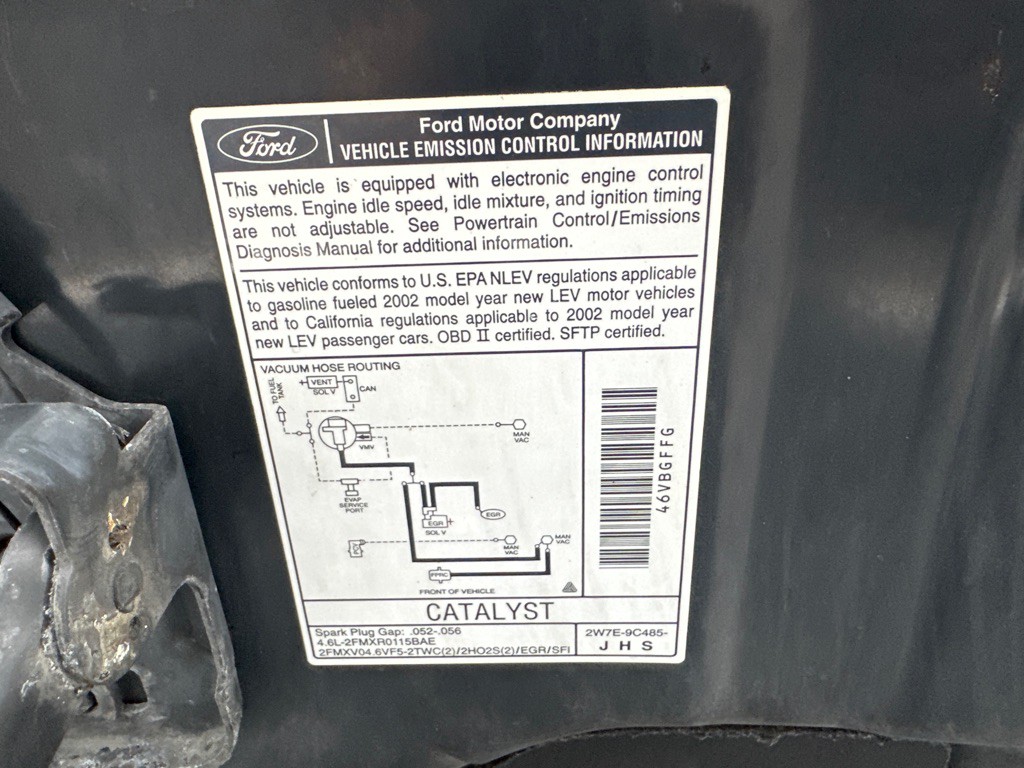 Ford
Ford Motor Company
VEHICLE EMISSION CONTROL INFORMATION
This vehicle is equipped with electronic engine control
systems. Engine idle speed, idle mixture, and ignition timing
are not adjustable. See Powertrain Control/Emissions
Diagnosis Manual for additional information.
This vehicle conforms to U.S. EPA NLEV regulations applicable
to gasoline fueled 2002 model year new LEV motor vehicles
and to California regulations applicable to 2002 model year
new LEV passenger cars. OBD II certified. SFTP certified.
VACUUM HOSE ROUTING
TO FUEL
TANK
+ VENT -
SOL V
CAN
VMV
MAN
VAC
EVAP
SERVICE
PORT
EGR +
SOL V
EGR
PCV
MAN
VAC
MAN
VAC
FPRC
FRONT OF VEHICLE
46VBGFFG
CATALYST
Spark Plug Gap: .052-.056
4.6L-2FMXR0115BAE
2FMXV04.6VF5-2TWC(2)/2HO2S(2)/EGR/SFI
2W7E-9C485-
J H S